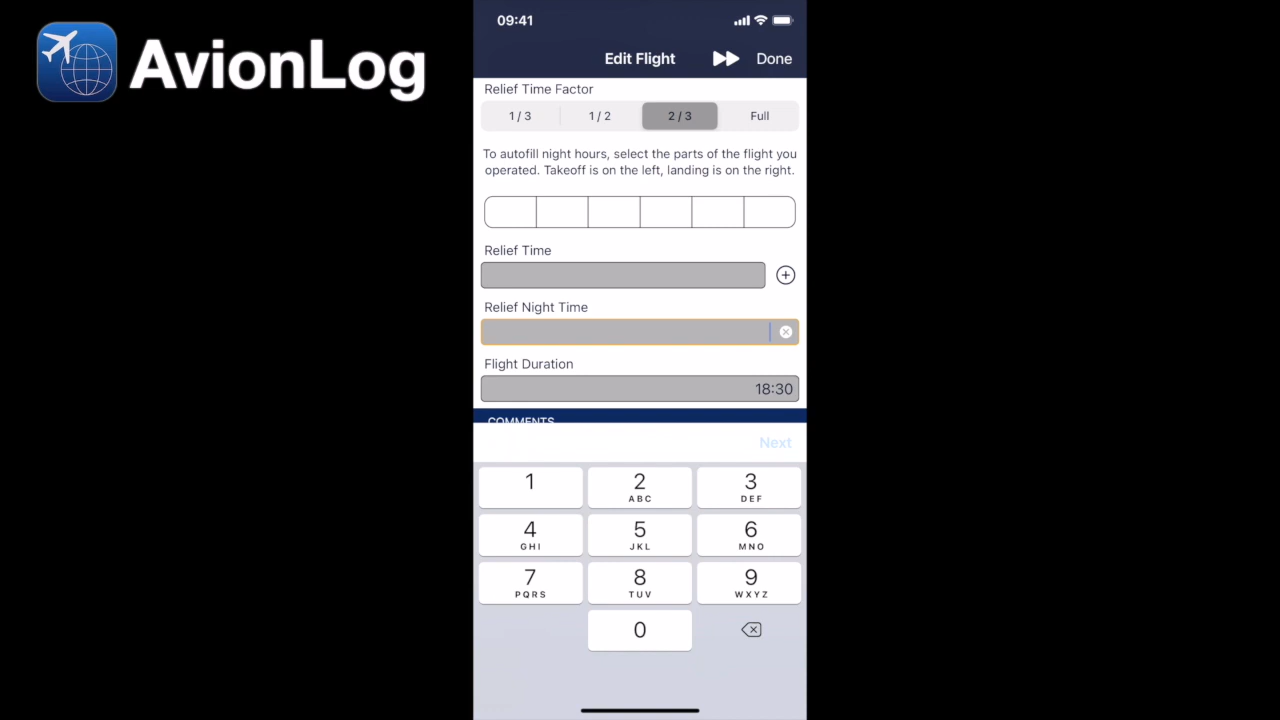 AvionLog
09:41
Edit Flight
Done
Relief Time Factor
1 / 3
1 / 2
2 / 3
Full
To autofill night hours, select the parts of the flight you
operated. Takeoff is on the left, landing is on the right.
Relief Time
Relief Night Time
Flight Duration
18:30
COMMENTS
Next
1
2
ABC
3
DEF
4
GHI
5
JKL
6
MNO
7
PQRS
8
TUV
9
WXYZ
0